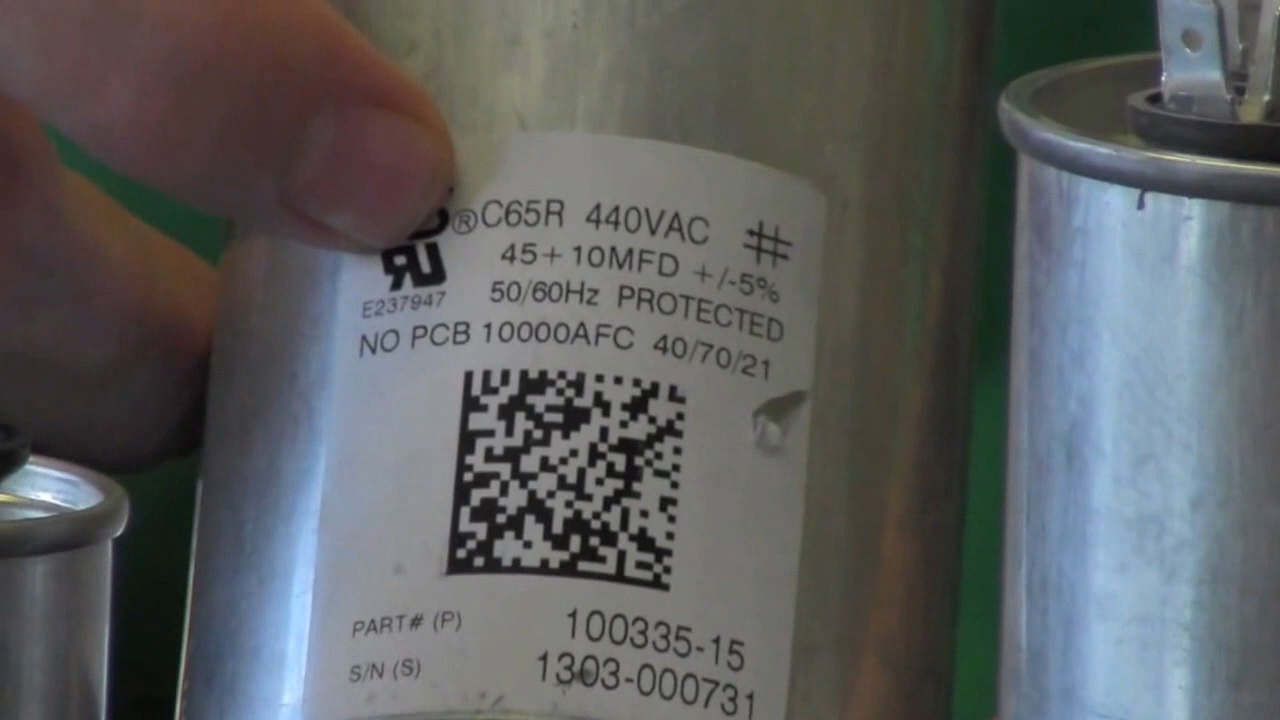 ® C65R 440VAC #
45+10MFD +/-5%
E237947 50/60Hz PROTECTED
NO PCB 10000AFC 40/70/21
PART# (P) 100335-15
S/N (S) 1303-000731